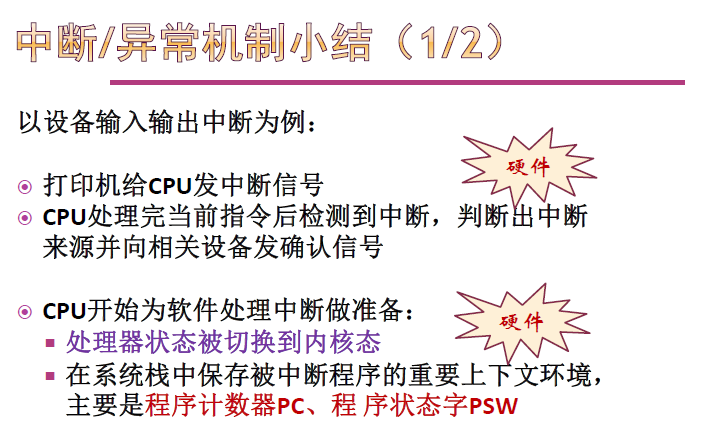 中断/异常机制小结（1/2）
以设备输入输出中断为例：
硬件
打印机给CPU发中断信号
CPU处理完当前指令后检测到中断，判断出中断
来源并向相关设备发确认信号
CPU开始为软件处理中断做准备：
硬件
处理器状态被切换到内核态
在系统栈中保存被中断程序的重要上下文环境，
主要是程序计数器PC、程 序状态字PSW